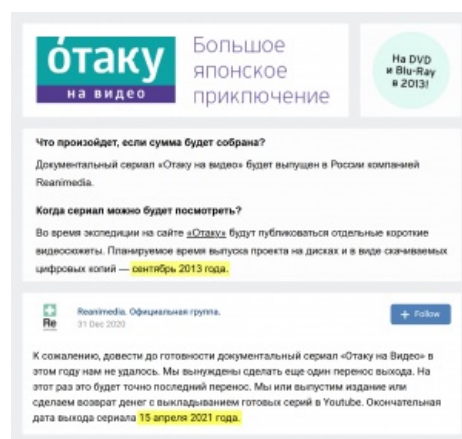 отаку
на видео
Большое
японское
приключение
На DVD
и Blu-Ray
в 2013!
Что произойдет, если сумма будет собрана?
Документальный сериал «Отаку на видео» будет выпущен в России компанией
Reanimedia.
Когда сериал можно будет посмотреть?
Во время экспедиции на сайте «Отаку» будут публиковаться отдельные короткие
видеосюжеты. Планируемое время выпуска проекта на дисках и в виде скачиваемых
цифровых копий — сентябрь 2013 года.
Re
Reanimedia. Официальная группа.
31 Dec 2020
+ Follow
К сожалению, довести до готовности документальный сериал «Отаку на Видео» в
этом году нам не удалось. Мы вынуждены сделать еще один перенос выхода. На
этот раз это будет точно последний перенос. Мы или выпустим издание или
сделаем возврат денег с выкладыванием готовых серий в Youtube. Окончательная
дата выхода сериала 15 апреля 2021 года.